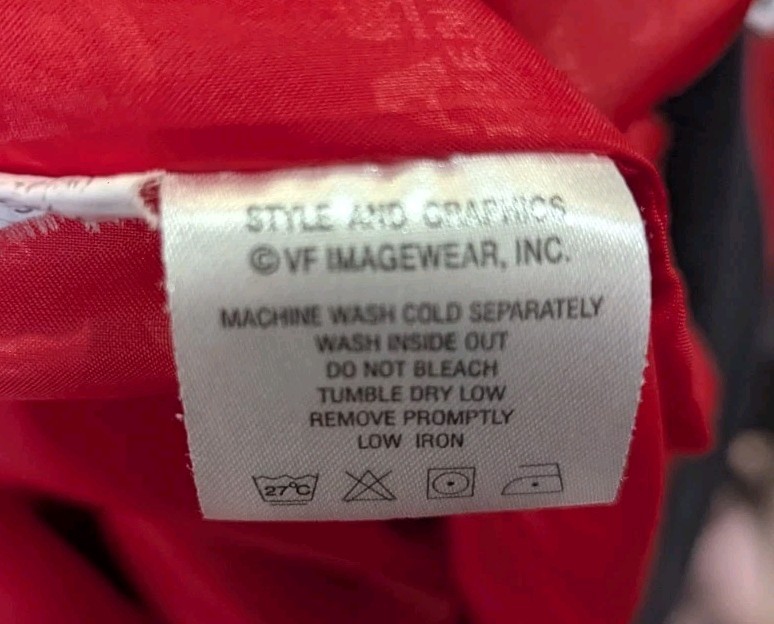 STYLE AND GRAPHICS
© VF IMAGEWEAR, INC.
MACHINE WASH COLD SEPARATELY
WASH INSIDE OUT
DO NOT BLEACH
TUMBLE DRY LOW
REMOVE PROMPTLY
LOW IRON
27°C